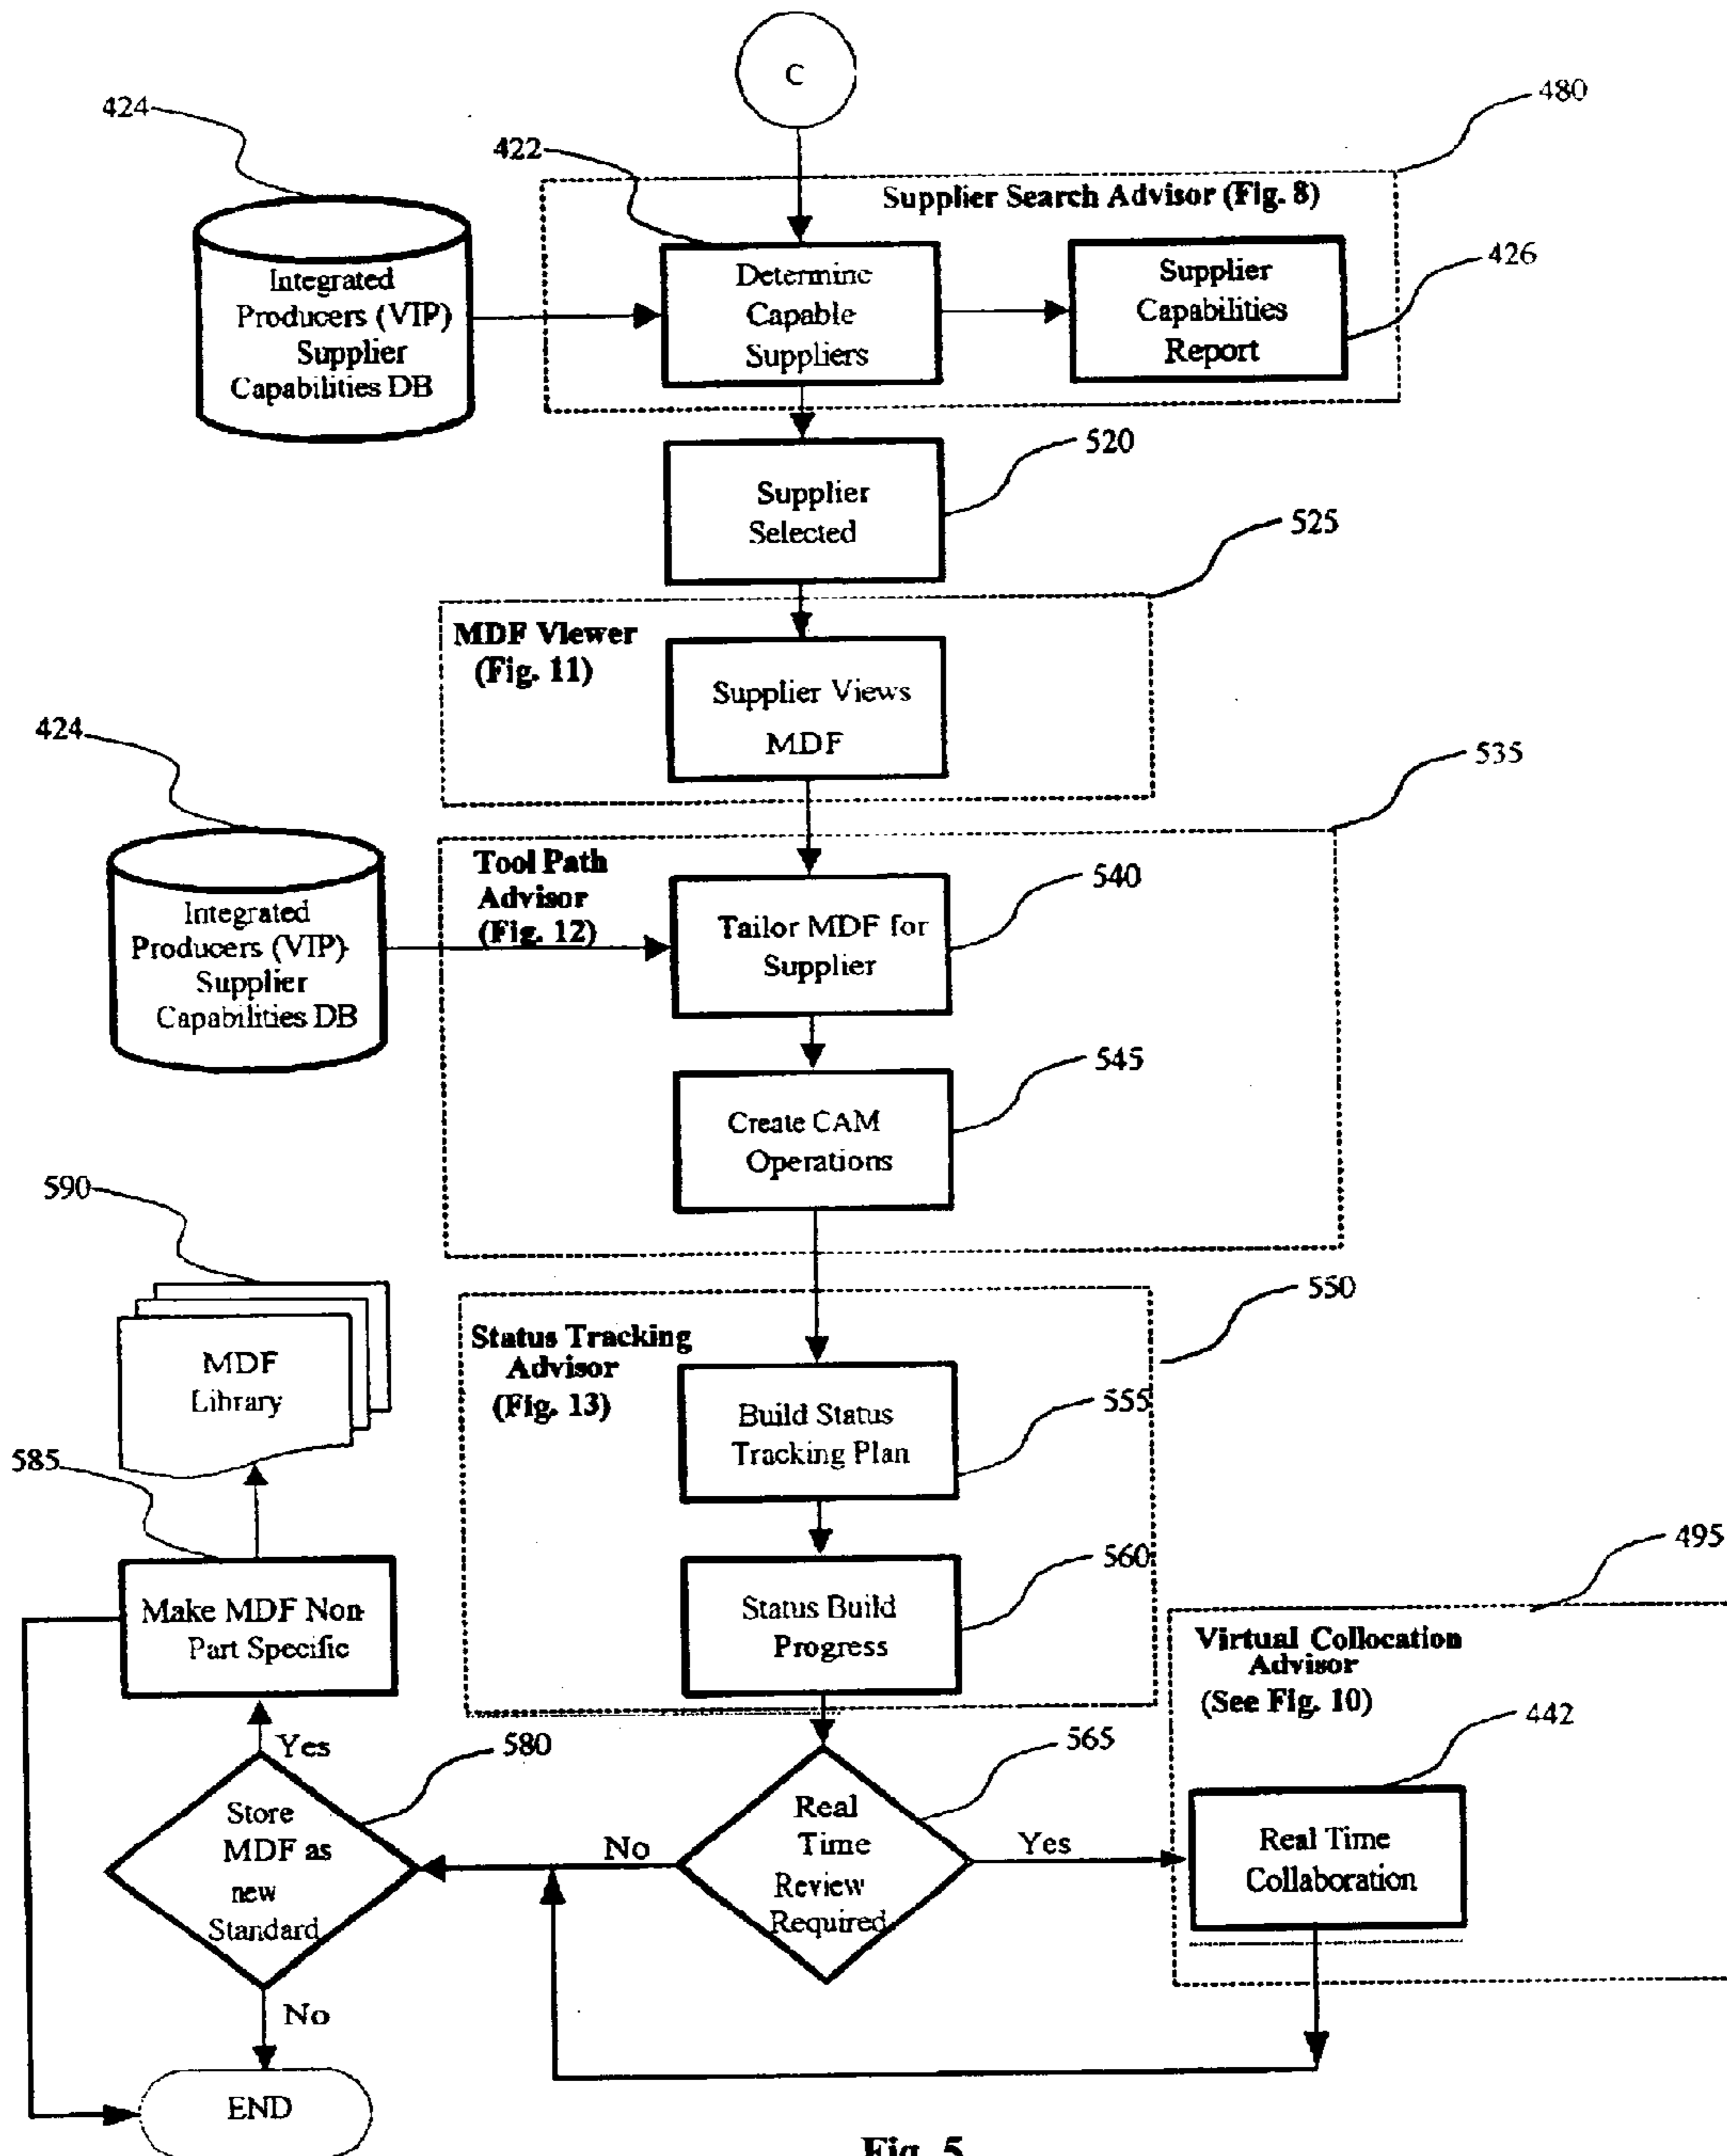 C
424
422
480
Supplier Search Advisor (Fig. 8)
Integrated
Producers (VIP)
Supplier
Capabilities DB
Determine
Capable
Suppliers
Supplier
Capabilities
Report
426
Supplier
Selected
520
525
MDF Viewer
(Fig. 11)
Supplier Views
MDF
424
535
Tool Path
Advisor
(Fig. 12)
Integrated
Producers (VIP)
Supplier
Capabilities DB
Tailor MDF for
Supplier
540
Create CAM
Operations
545
590
MDF
Library
550
Status Tracking
Advisor
(Fig. 13)
Build Status
Tracking Plan
555
585
Make MDF Non-
Part Specific
Status Build
Progress
560
495
Virtual Collocation
Advisor
(See Fig. 10)
442
Yes
580
565
Store
MDF as
new
Standard
No
Real
Time
Review
Required
Yes
Real Time
Collaboration
No
END
Fig. 5